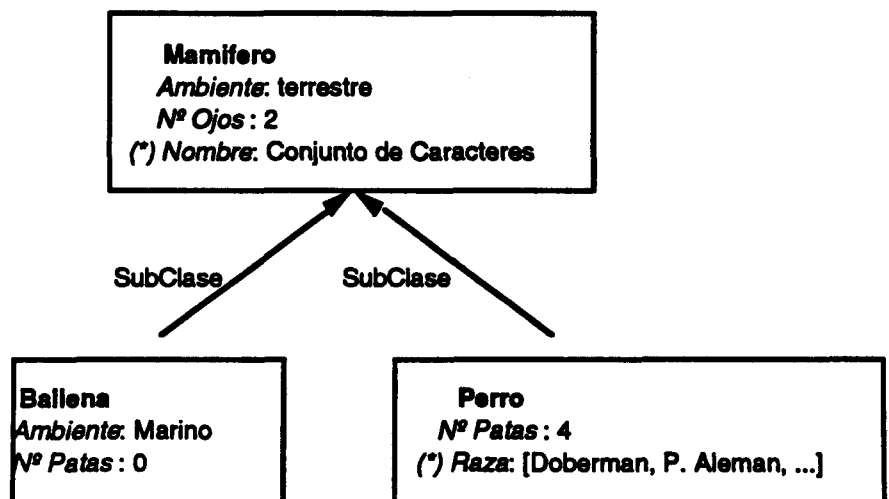 Mamifero
Ambiente: terrestre
Nº Ojos : 2
(*) Nombre: Conjunto de Caracteres
SubClase
SubClase
Ballena
Ambiente: Marino
Nº Patas : 0
Perro
Nº Patas : 4
(*) Raza: [Doberman, P. Aleman, ...]